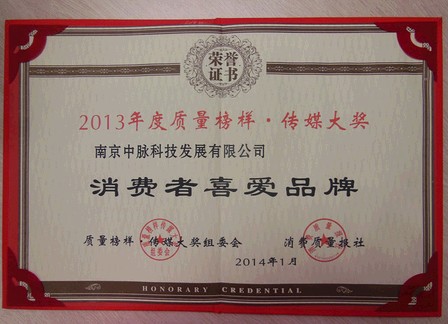 荣誉
证书
2013年度质量榜样·传媒大奖
南京中脉科技发展有限公司
消费者喜爱品牌
质量榜样·传媒大奖组委会
消费质量报社
组委会
2014年1月
HONORARY CREDENTIAL